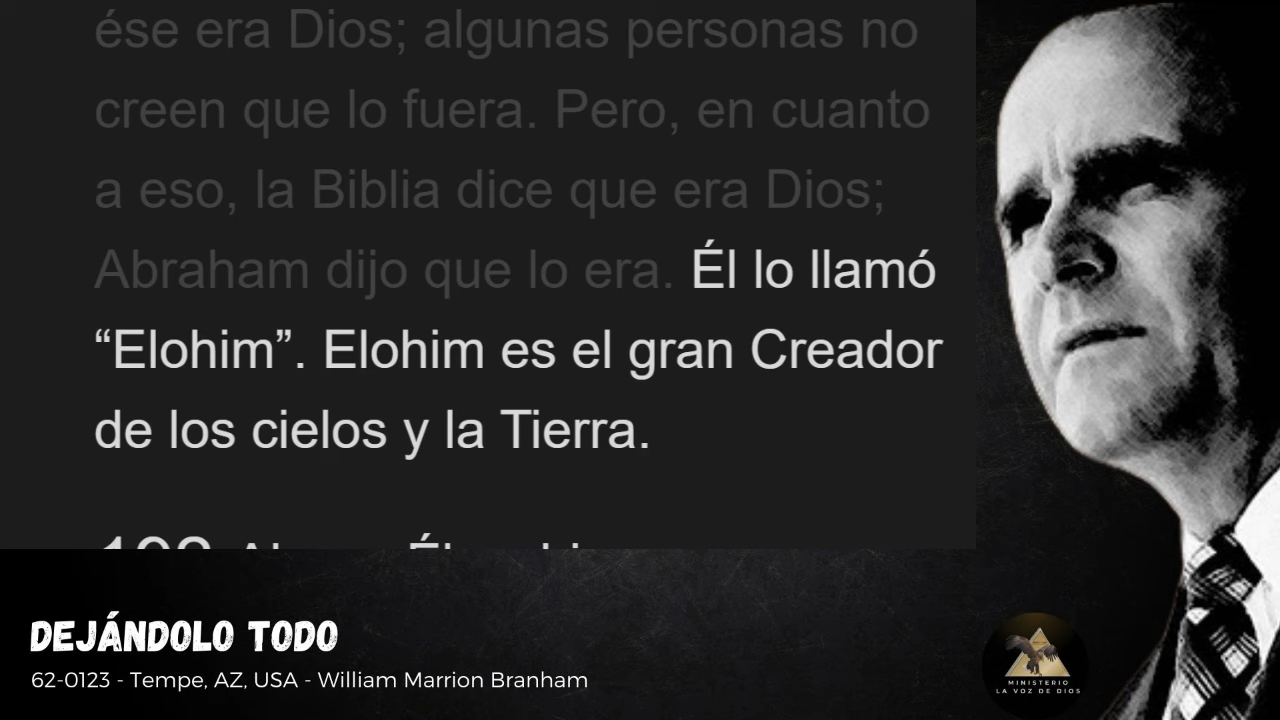 ése era Dios; algunas personas no
creen que lo fuera. Pero, en cuanto
a eso, la Biblia dice que era Dios;
Abraham dijo que lo era. Él lo llamó
“Elohim”. Elohim es el gran Creador
de los cielos y la Tierra.
DEJÁNDOLO TODO
62-0123 - Tempe, AZ, USA - William Marrion Branham
MINISTERIO
LA VOZ DE DIOS